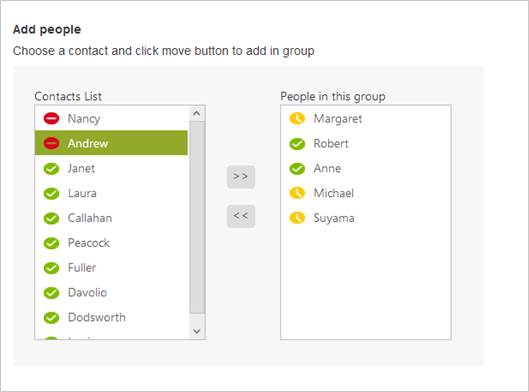 Add people
Choose a contact and click move button to add in group
Contacts List
Nancy
Andrew
Janet
Laura
Callahan
Peacock
Fuller
Davolio
Dodsworth
>>
<<
People in this group
Margaret
Robert
Anne
Michael
Suyama